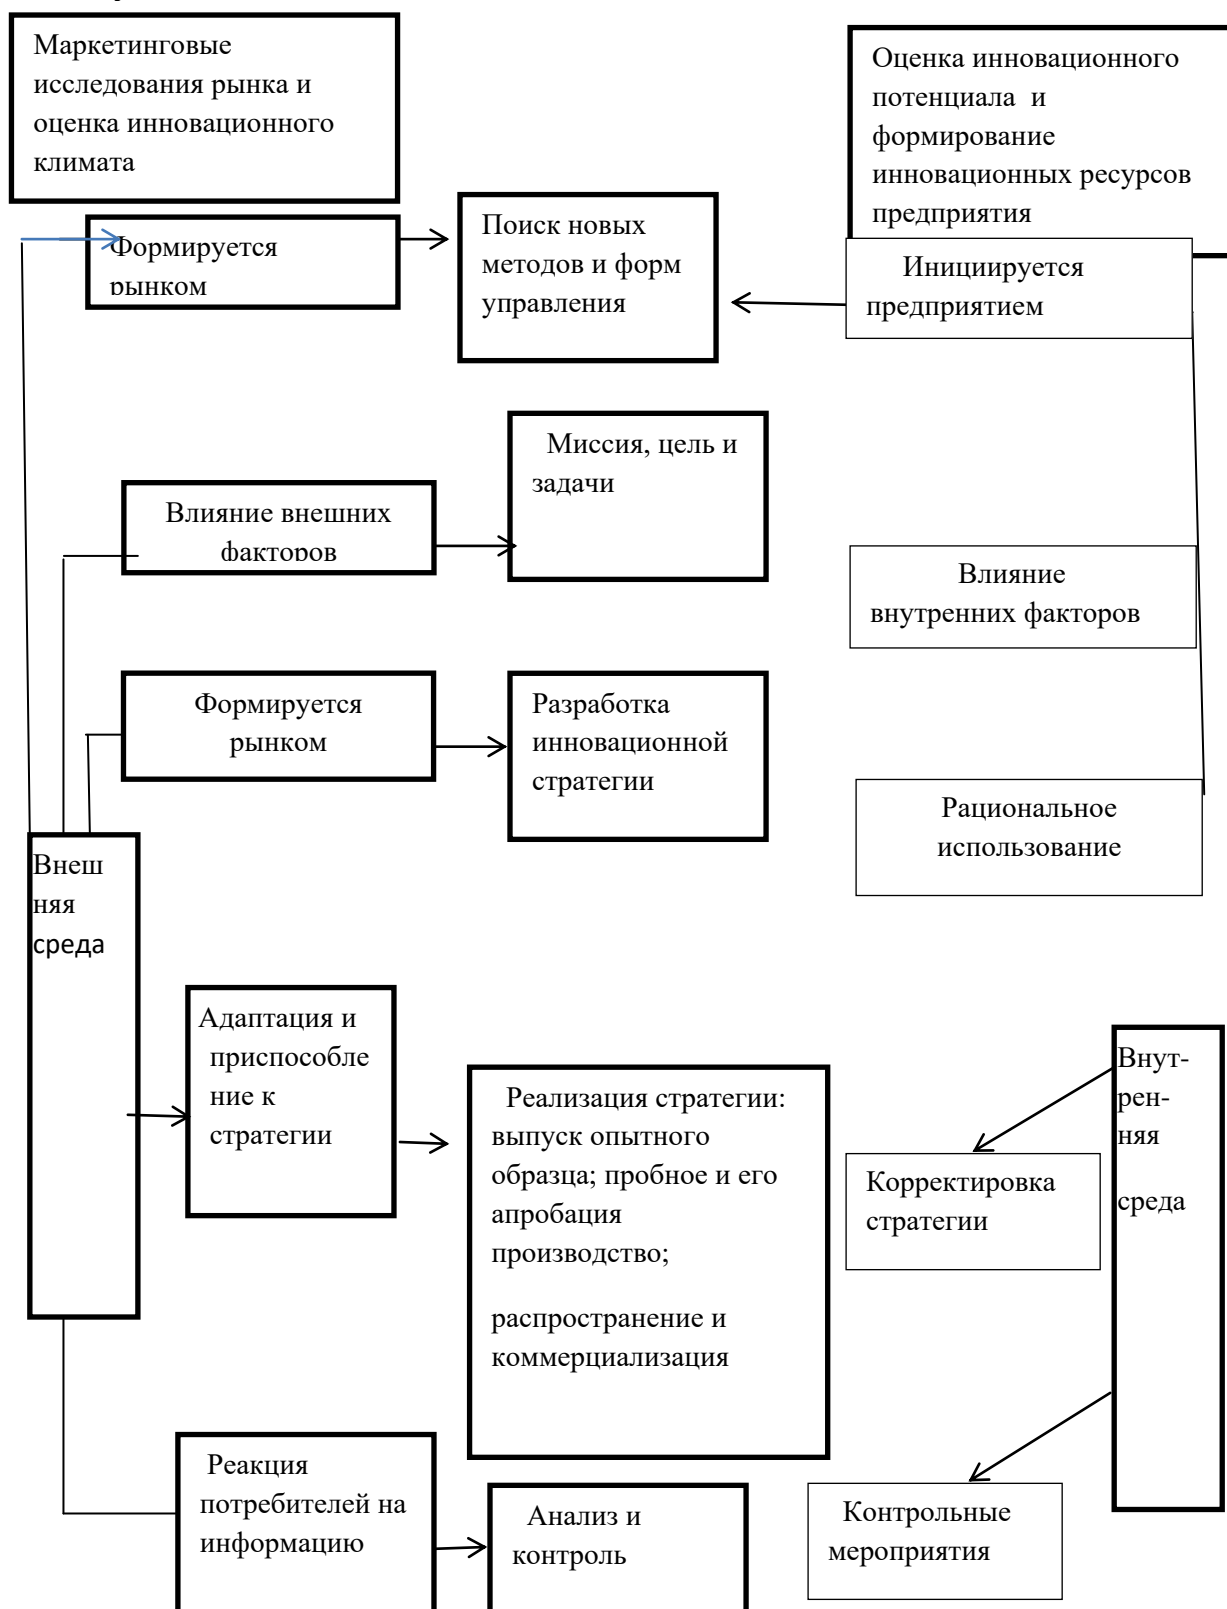 Маркетинговые
исследования рынка и
оценка инновационного
климата
Оценка инновационного
потенциала и
формирование
инновационных ресурсов
предприятия
Формируется
рынком
Поиск новых
методов и форм
управления
Инициируется
предприятием
Миссия, цель и
задачи
Влияние внешних
факторов
Влияние
внутренних факторов
Формируется
рынком
Разработка
инновационной
стратегии
Рациональное
использование
Внеш
няя
среда
Адаптация и
приспособле
ние к
стратегии
Реализация стратегии:
выпуск опытного
образца; пробное и его
апробация
производство;
распространение и
коммерциализация
Внут-
рен-
няя
среда
Корректировка
стратегии
Реакция
потребителей на
информацию
Анализ и
контроль
Контрольные
мероприятия